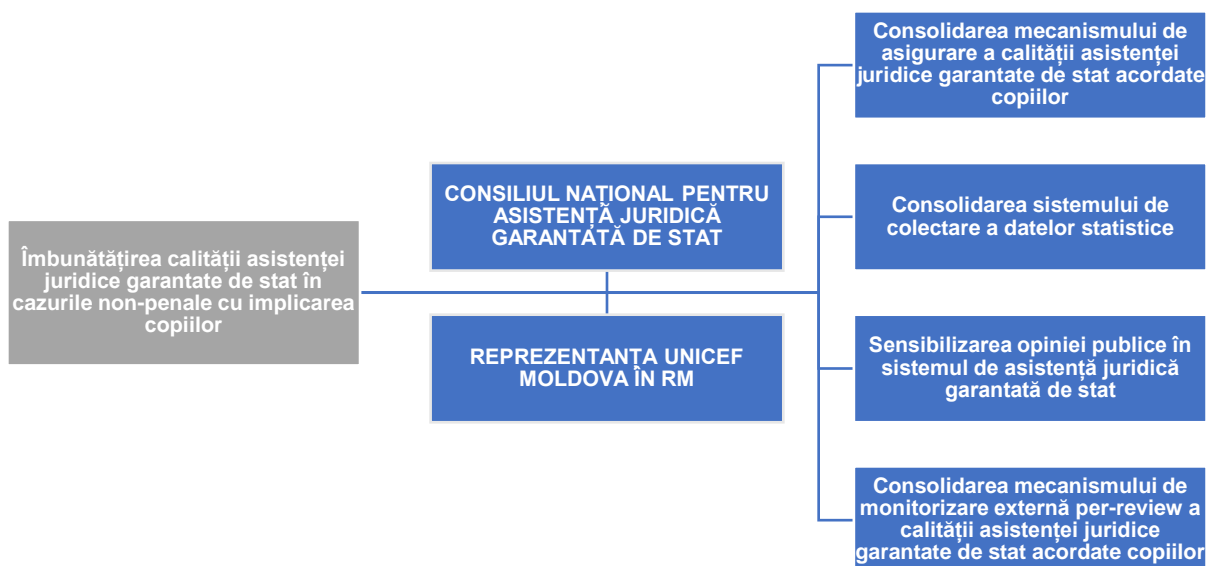 Îmbunătățirea calității asistenței
juridice garantate de stat în
cazurile non-penale cu implicarea
copiilor
CONSILIUL NAȚIONAL PENTRU
ASISTENȚĂ JURIDICĂ
GARANTATĂ DE STAT
REPREZENTANȚA UNICEF
MOLDOVA ÎN RM
Consolidarea mecanismului de
asigurare a calității asistenței
juridice garantate de stat acordate
copiilor
Consolidarea sistemului de
colectare a datelor statistice
Sensibilizarea opiniei publice în
sistemul de asistență juridică
garantată de stat
Consolidarea mecanismului de
monitorizare externă per-review a
calității asistenței juridice
garantate de stat acordate copiilor